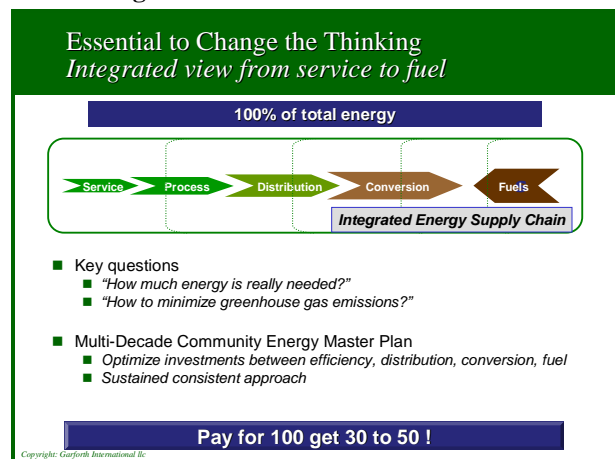 Essential to Change the Thinking
Integrated view from service to fuel
100% of total energy
Service Process Distribution Conversion Fuels
Integrated Energy Supply Chain
Key questions
“How much energy is really needed?”
“How to minimize greenhouse gas emissions?”
Multi-Decade Community Energy Master Plan
Optimize investments between efficiency, distribution, conversion, fuel
Sustained consistent approach
Pay for 100 get 30 to 50 !
Copyright: Garforth International llc